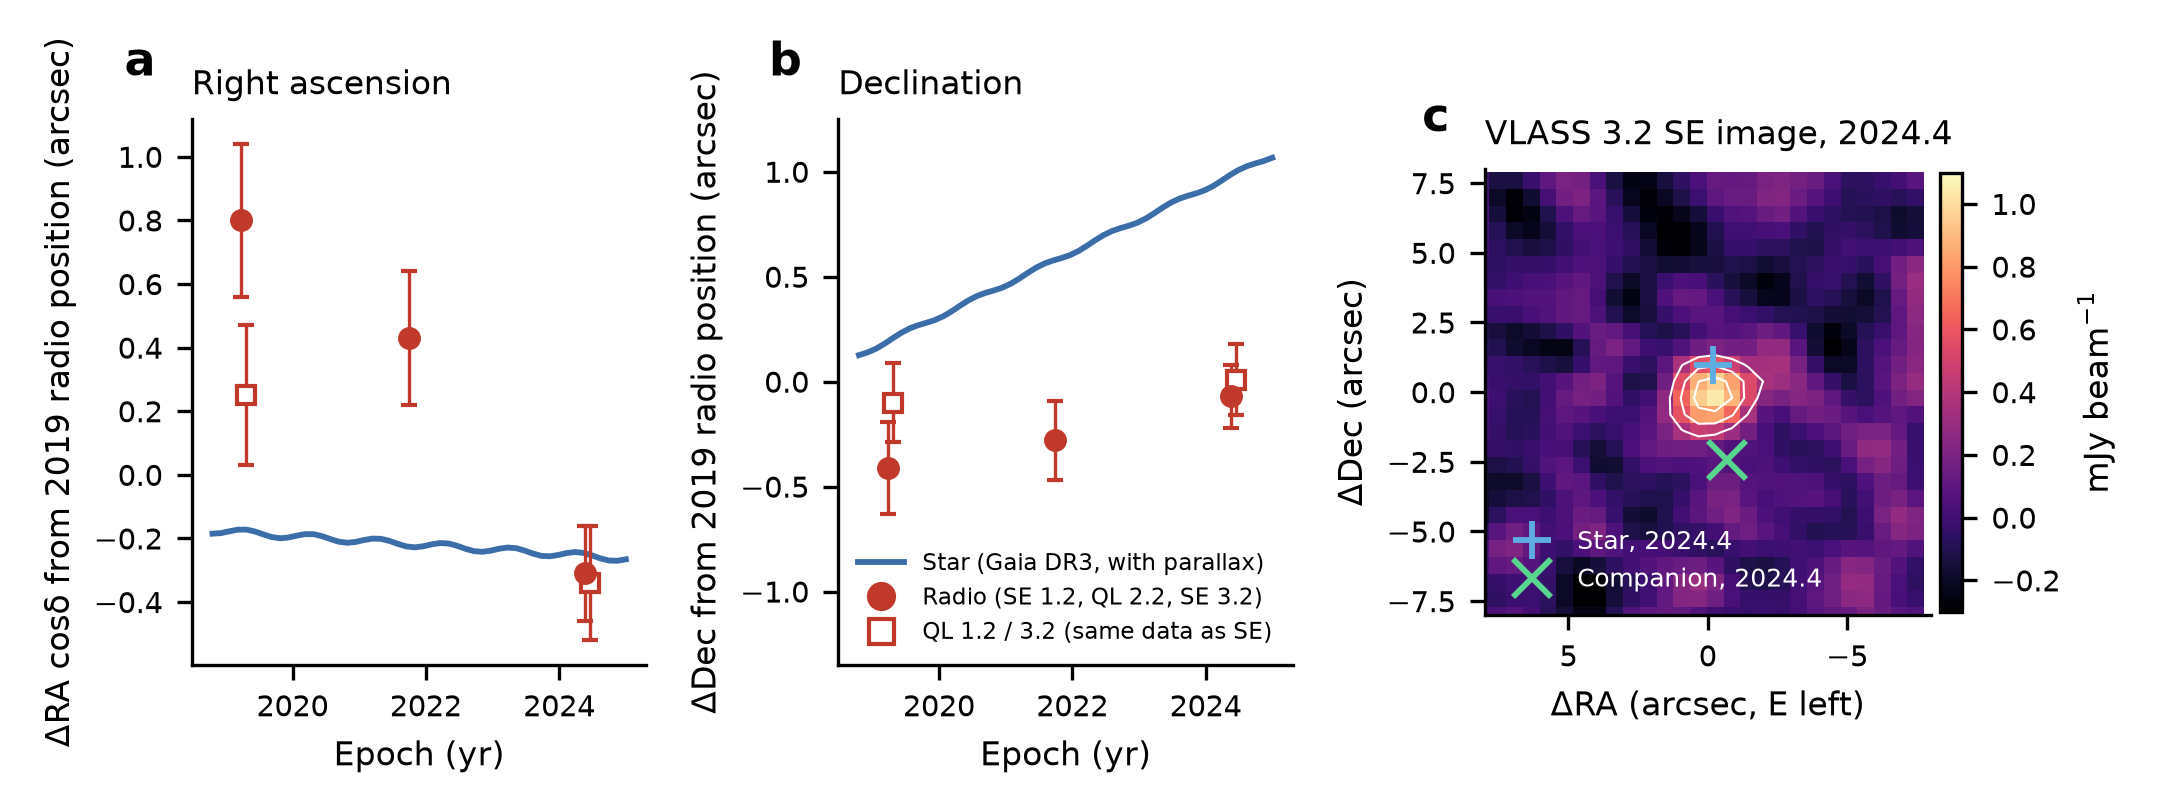 a
Right ascension
ΔRA cosδ from 2019 radio position (arcsec)
1.0
0.8
0.6
0.4
0.2
0.0
−0.2
−0.4
2020 2022 2024
Epoch (yr)
b
Declination
ΔDec from 2019 radio position (arcsec)
1.0
0.5
0.0
−0.5
−1.0
Star (Gaia DR3, with parallax)
Radio (SE 1.2, QL 2.2, SE 3.2)
QL 1.2 / 3.2 (same data as SE)
2020 2022 2024
Epoch (yr)
c
VLASS 3.2 SE image, 2024.4
ΔDec (arcsec)
7.5
5.0
2.5
0.0
−2.5
−5.0
−7.5
Star, 2024.4
Companion, 2024.4
5 0 −5
ΔRA (arcsec, E left)
1.0
0.8
0.6
0.4
0.2
0.0
−0.2
mJy beam⁻¹